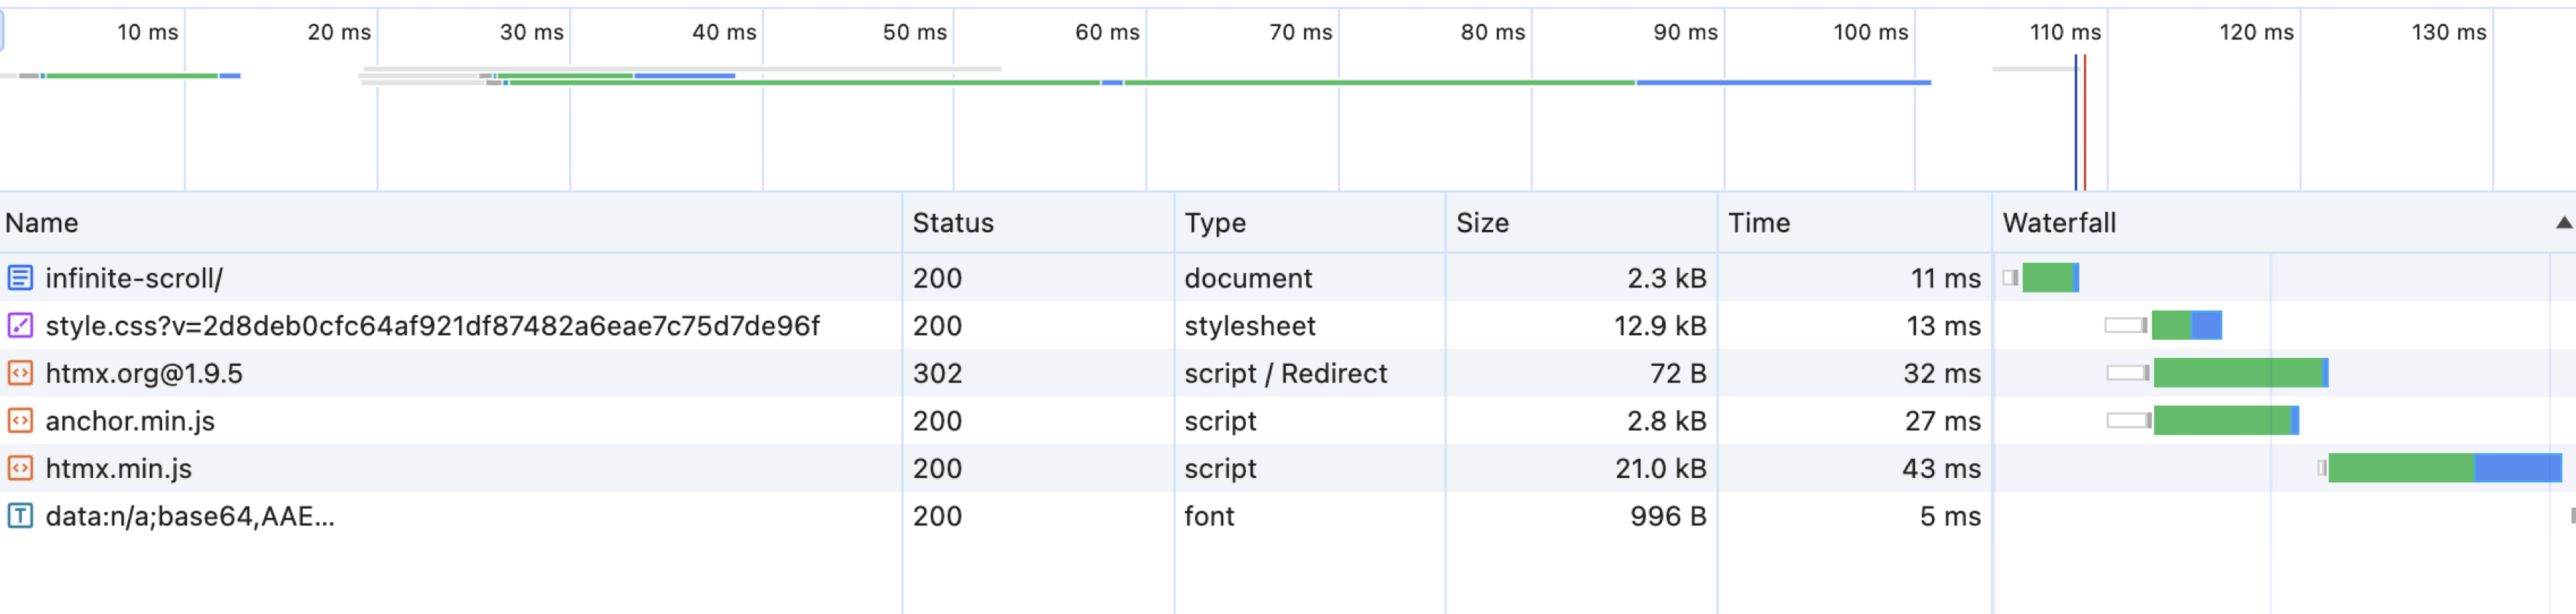 10 ms 20 ms 30 ms 40 ms 50 ms 60 ms 70 ms 80 ms 90 ms 100 ms 110 ms 120 ms 130 ms
Name Status Type Size Time Waterfall
infinite-scroll/ 200 document 2.3 kB 11 ms
style.css?v=2d8deb0cfc64af921df87482a6eae7c75d7de96f 200 stylesheet 12.9 kB 13 ms
htmx.org@1.9.5 302 script / Redirect 72 B 32 ms
anchor.min.js 200 script 2.8 kB 27 ms
htmx.min.js 200 script 21.0 kB 43 ms
data:n/a;base64,AAE... 200 font 996 B 5 ms